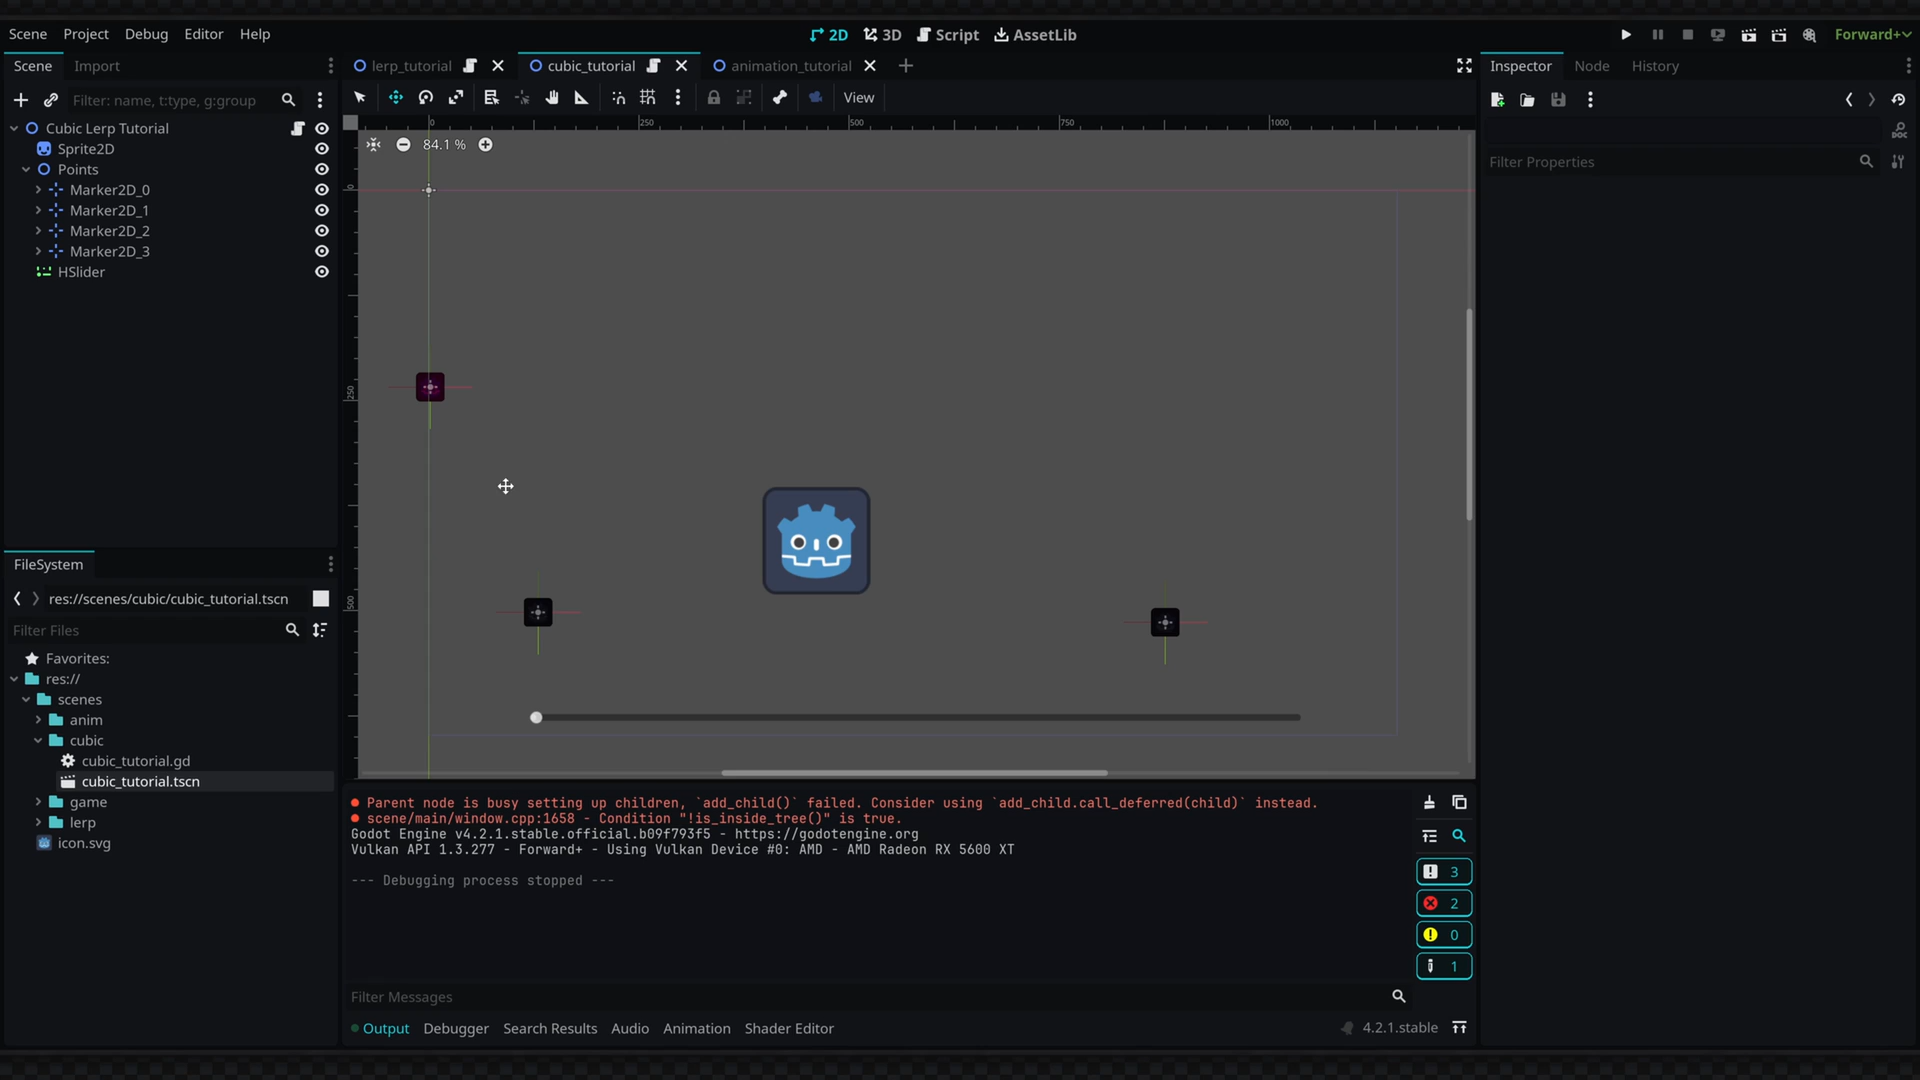 Scene Project Debug Editor Help
2D 3D Script AssetLib
Forward+
Scene Import
lerp_tutorial cubic_tutorial animation_tutorial
Inspector Node History
Filter: name, t:type, g:group
View
Cubic Lerp Tutorial
Sprite2D
Points
Marker2D_0
Marker2D_1
Marker2D_2
Marker2D_3
HSlider
0 250 500 750 1000
84.1 %
0
250
500
Filter Properties
DOC
FileSystem
res://scenes/cubic/cubic_tutorial.tscn
Filter Files
Favorites:
res://
scenes
anim
cubic
cubic_tutorial.gd
cubic_tutorial.tscn
game
lerp
icon.svg
Parent node is busy setting up children, `add_child()` failed. Consider using `add_child.call_deferred(child)` instead.
scene/main/window.cpp:1658 - Condition "!is_inside_tree()" is true.
Godot Engine v4.2.1.stable.official.b09f793f5 - https://godotengine.org
Vulkan API 1.3.277 - Forward+ - Using Vulkan Device #0: AMD - AMD Radeon RX 5600 XT
--- Debugging process stopped ---
3
2
0
1
Filter Messages
Output Debugger Search Results Audio Animation Shader Editor
4.2.1.stable